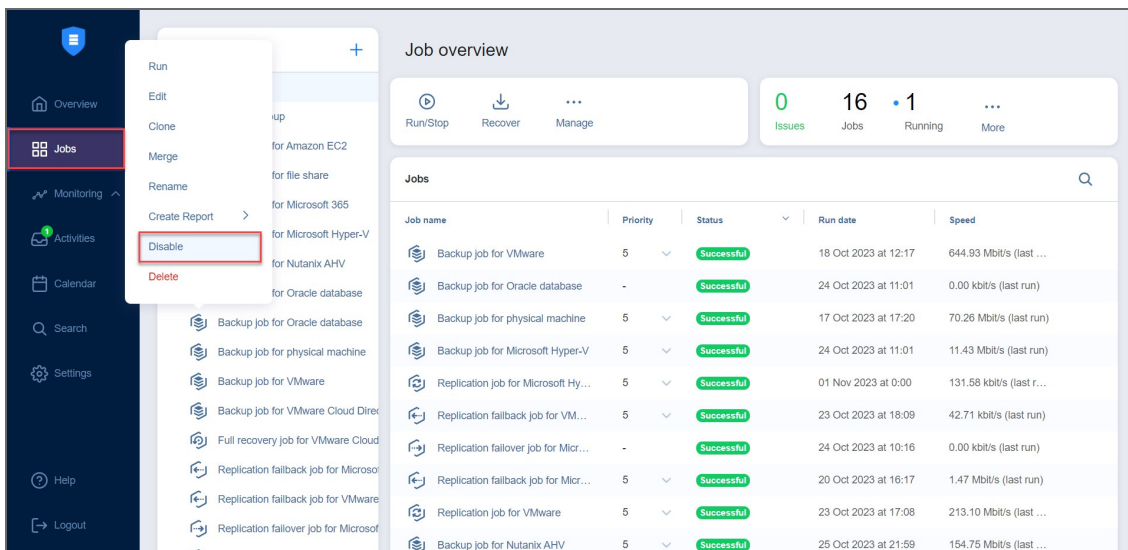 Overview
Jobs
Monitoring
1
Activities
Calendar
Search
Settings
Help
Logout
+
Run
Edit
Clone
Merge
Rename
Create Report
Disable
Delete
for Amazon EC2
for file share
for Microsoft 365
for Microsoft Hyper-V
for Nutanix AHV
for Oracle database
Backup job for Oracle database
Backup job for physical machine
Backup job for VMware
Backup job for VMware Cloud Direc
Full recovery job for VMware Cloud
Replication failback job for Microsof
Replication failback job for VMware
Replication failover job for Microsof
Job overview
Run/Stop Recover Manage
0 16 1
Issues Jobs Running More
Jobs
Job name Priority Status Run date Speed
Backup job for VMware 5 Successful 18 Oct 2023 at 12:17 644.93 Mbit/s (last ...
Backup job for Oracle database - Successful 24 Oct 2023 at 11:01 0.00 kbit/s (last run)
Backup job for physical machine 5 Successful 17 Oct 2023 at 17:20 70.26 Mbit/s (last run)
Backup job for Microsoft Hyper-V 5 Successful 24 Oct 2023 at 11:01 11.43 Mbit/s (last run)
Replication job for Microsoft Hy... 5 Successful 01 Nov 2023 at 0:00 131.58 kbit/s (last r...
Replication failback job for VM... 5 Successful 23 Oct 2023 at 18:09 42.71 kbit/s (last run)
Replication failover job for Micr... - Successful 24 Oct 2023 at 10:16 0.00 kbit/s (last run)
Replication failback job for Micr... 5 Successful 20 Oct 2023 at 16:17 1.47 Mbit/s (last run)
Replication job for VMware 5 Successful 23 Oct 2023 at 17:08 213.10 Mbit/s (last ...
Backup job for Nutanix AHV 5 Successful 25 Oct 2023 at 21:59 154.75 Mbit/s (last ...